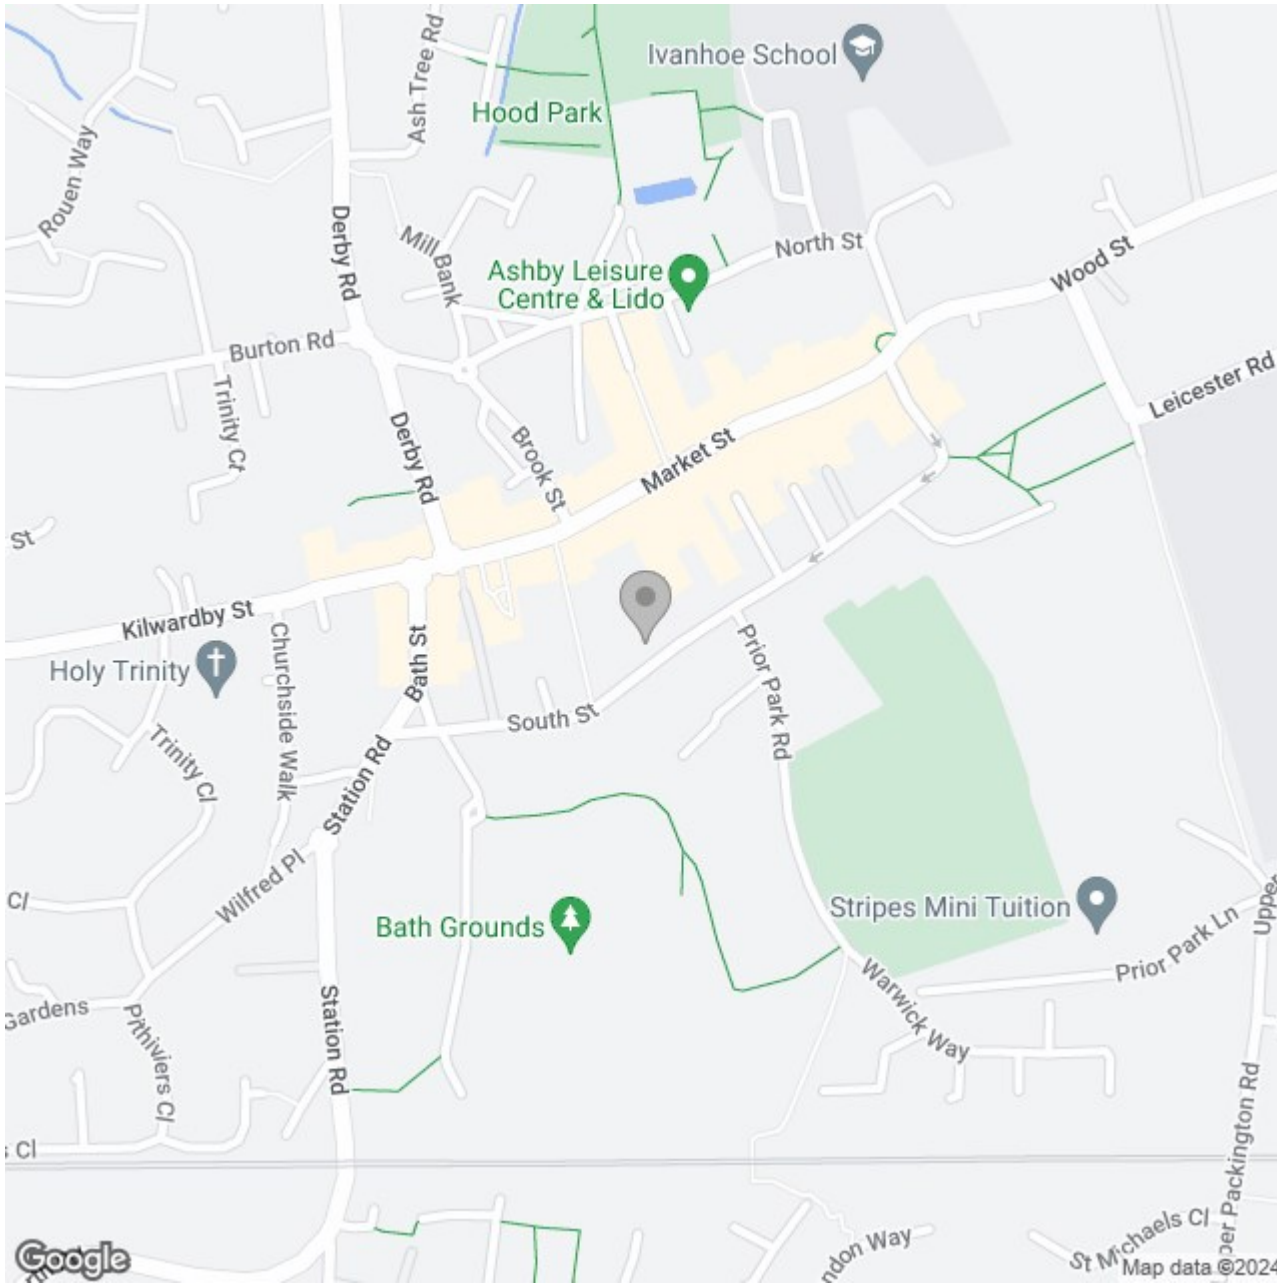 Ivanhoe School
Ash Tree Rd
Hood Park
Rouen Way
Derby Rd
Mill Bank
North St
Wood St
Ashby Leisure
Centre & Lido
Burton Rd
Trinity Ct
Leicester Rd
Derby Rd
Brook St
Market St
St
Kilwardby St
Bath St
Churchside Walk
Holy Trinity
Prior Park Rd
South St
Trinity Cl
Station Rd
Wilfred Pl
Cl
Bath Grounds
Stripes Mini Tuition
Upper
Prior Park Ln
Warwick Way
Gardens
Pithiviers Cl
Station Rd
Cl
per Packington Rd
St Michaels Cl
ndon Way
Google
Map data ©2024